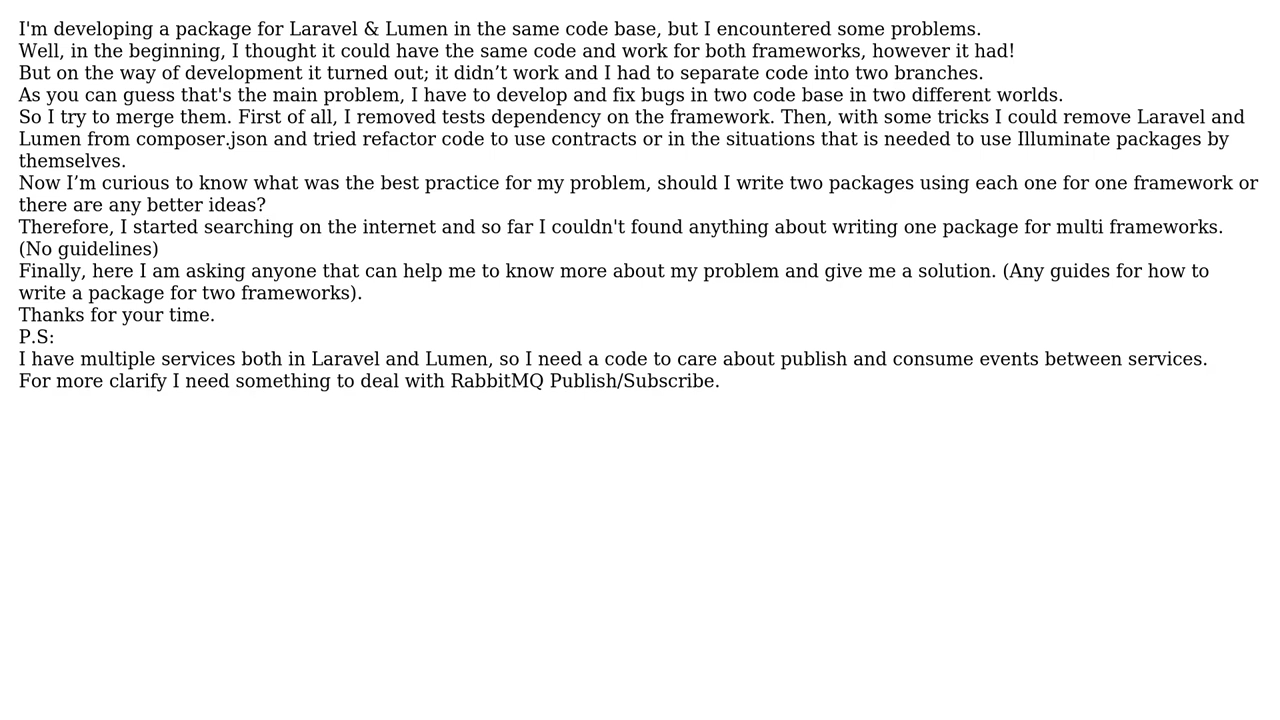 I'm developing a package for Laravel & Lumen in the same code base, but I encountered some problems.
Well, in the beginning, I thought it could have the same code and work for both frameworks, however it had!
But on the way of development it turned out; it didn’t work and I had to separate code into two branches.
As you can guess that's the main problem, I have to develop and fix bugs in two code base in two different worlds.
So I try to merge them. First of all, I removed tests dependency on the framework. Then, with some tricks I could remove Laravel and
Lumen from composer.json and tried refactor code to use contracts or in the situations that is needed to use Illuminate packages by
themselves.
Now I’m curious to know what was the best practice for my problem, should I write two packages using each one for one framework or
there are any better ideas?
Therefore, I started searching on the internet and so far I couldn't found anything about writing one package for multi frameworks.
(No guidelines)
Finally, here I am asking anyone that can help me to know more about my problem and give me a solution. (Any guides for how to
write a package for two frameworks).
Thanks for your time.
P.S:
I have multiple services both in Laravel and Lumen, so I need a code to care about publish and consume events between services.
For more clarify I need something to deal with RabbitMQ Publish/Subscribe.